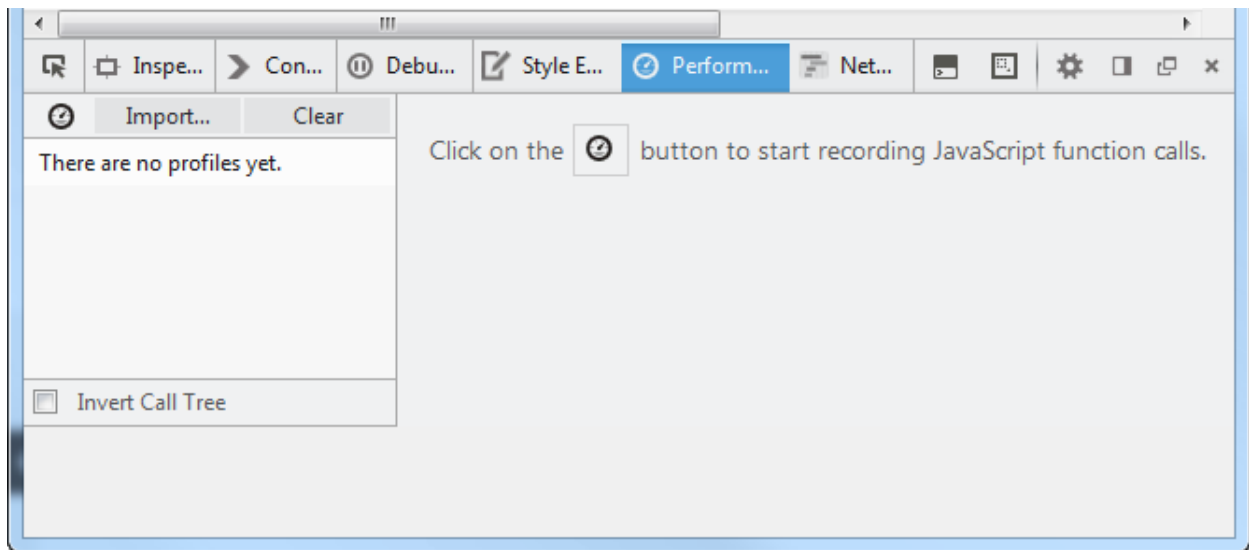 Inspe... Con... Debu... Style E... Perform... Net...
Import... Clear
There are no profiles yet.
Click on the button to start recording JavaScript function calls.
Invert Call Tree